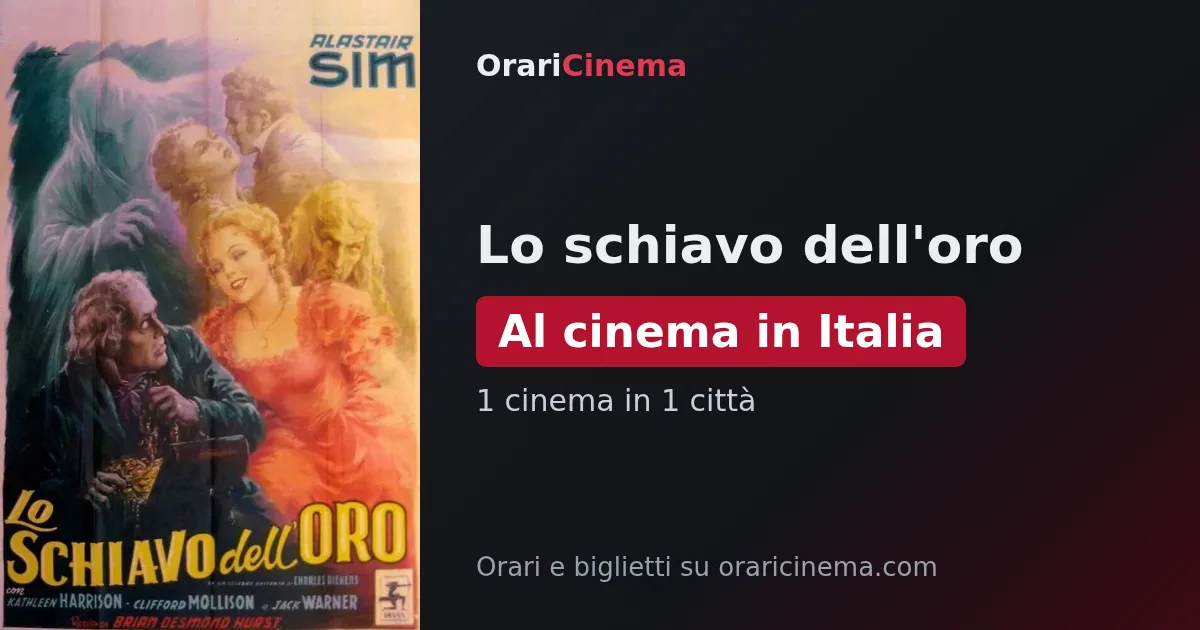 ALASTAIR
SIM
Lo
SCHIAVO dell'ORO
CHARLES DICKENS
con
KATHLEEN HARRISON - CLIFFORD MOLLISON e JACK WARNER
Regia di BRIAN DESMOND HURST
OrariCinema
Lo schiavo dell'oro
Al cinema in Italia
1 cinema in 1 città
Orari e biglietti su oraricinema.com